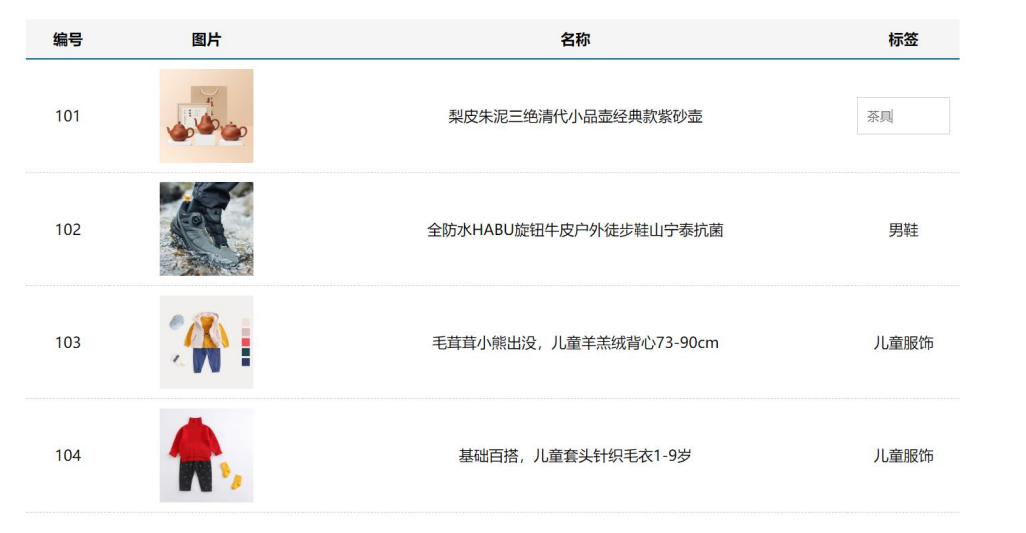 编号 图片 名称 标签
101 梨皮朱泥三绝清代小品壶经典款紫砂壶 茶具
102 全防水HABU旋钮牛皮户外徒步鞋山宁泰抗菌 男鞋
103 毛茸茸小熊出没，儿童羊羔绒背心73-90cm 儿童服饰
104 基础百搭，儿童套头针织毛衣1-9岁 儿童服饰